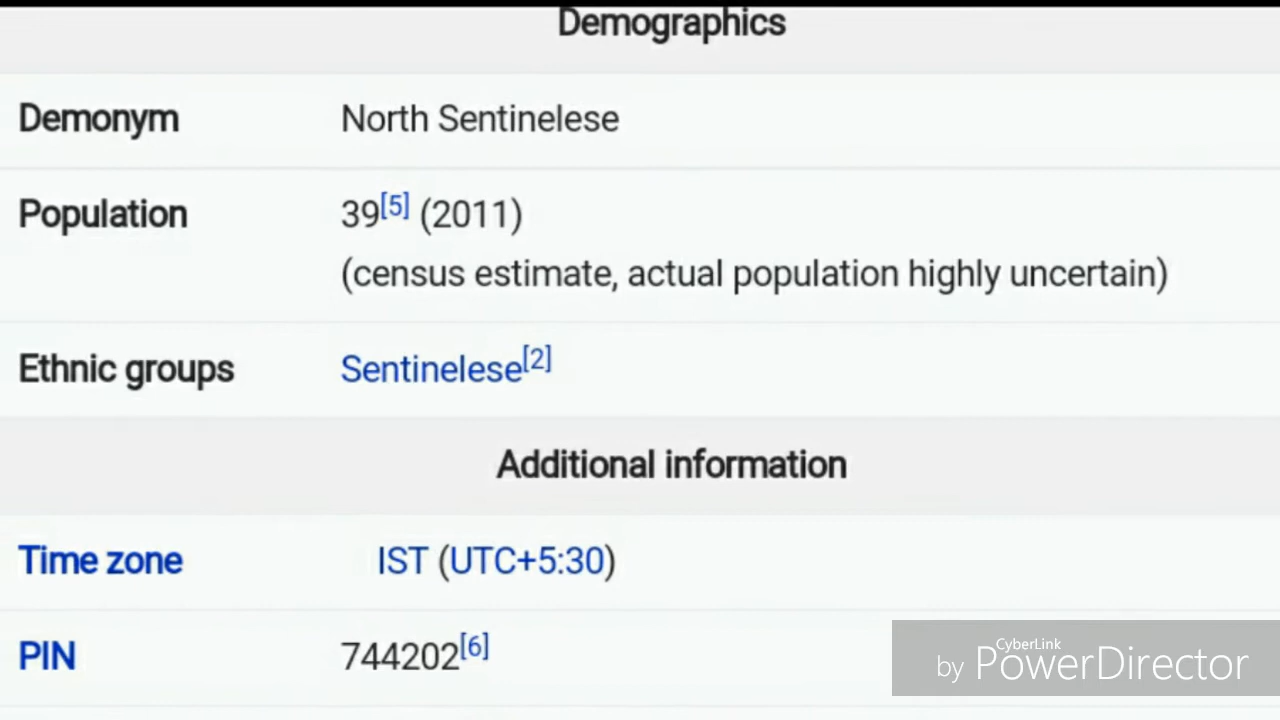 Demographics
Demonym North Sentinelese
Population 39[5] (2011)
(census estimate, actual population highly uncertain)
Ethnic groups Sentinelese[2]
Additional information
Time zone IST (UTC+5:30)
PIN 744202[6]
CyberLink
by PowerDirector